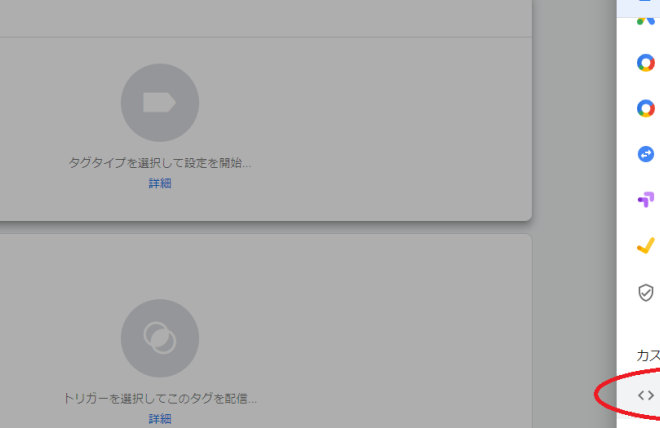 タグタイプを選択して設定を開始...
詳細
トリガーを選択してこのタグを配信...
詳細
カス